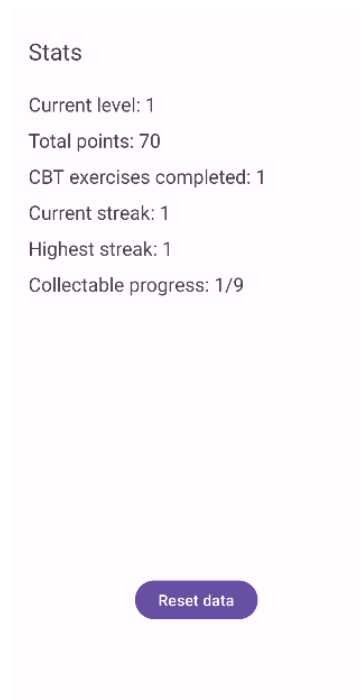 Stats
Current level: 1
Total points: 70
CBT exercises completed: 1
Current streak: 1
Highest streak: 1
Collectable progress: 1/9
Reset data